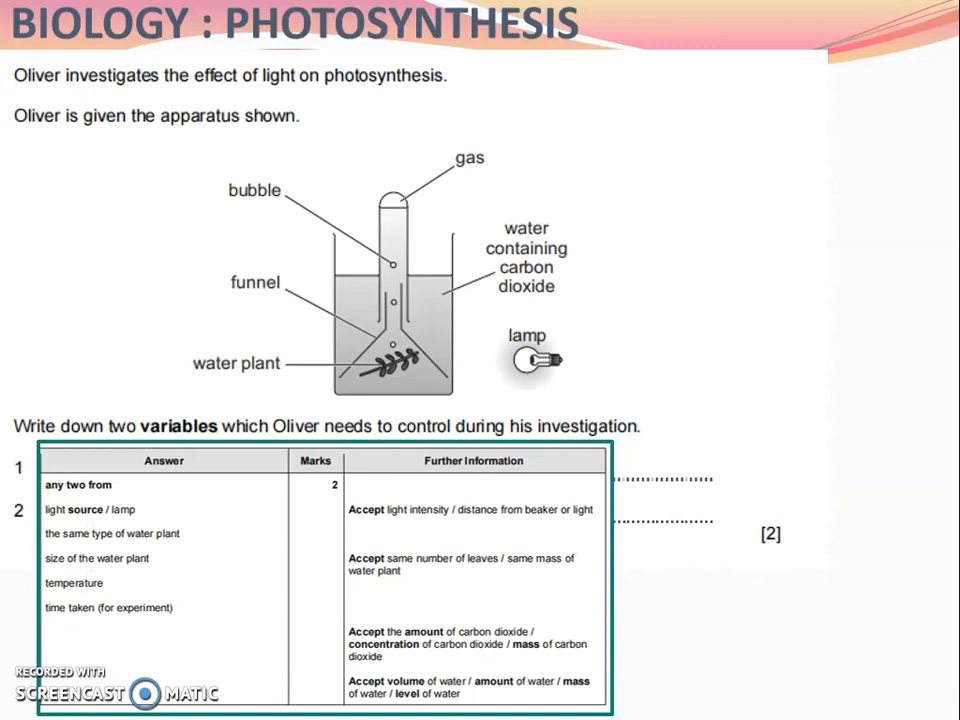 BIOLOGY : PHOTOSYNTHESIS
Oliver investigates the effect of light on photosynthesis.
Oliver is given the apparatus shown.
gas
bubble
water
containing
carbon
dioxide
funnel
lamp
water plant
Write down two variables which Oliver needs to control during his investigation.
1
2
[2]
Answer Marks Further Information
any two from 2
light source / lamp Accept light intensity / distance from beaker or light
the same type of water plant
size of the water plant Accept same number of leaves / same mass of
water plant
temperature
time taken (for experiment)
Accept the amount of carbon dioxide /
concentration of carbon dioxide / mass of carbon
dioxide
Accept volume of water / amount of water / mass
of water / level of water
RECORDED WITH
SCREENCAST MATIC